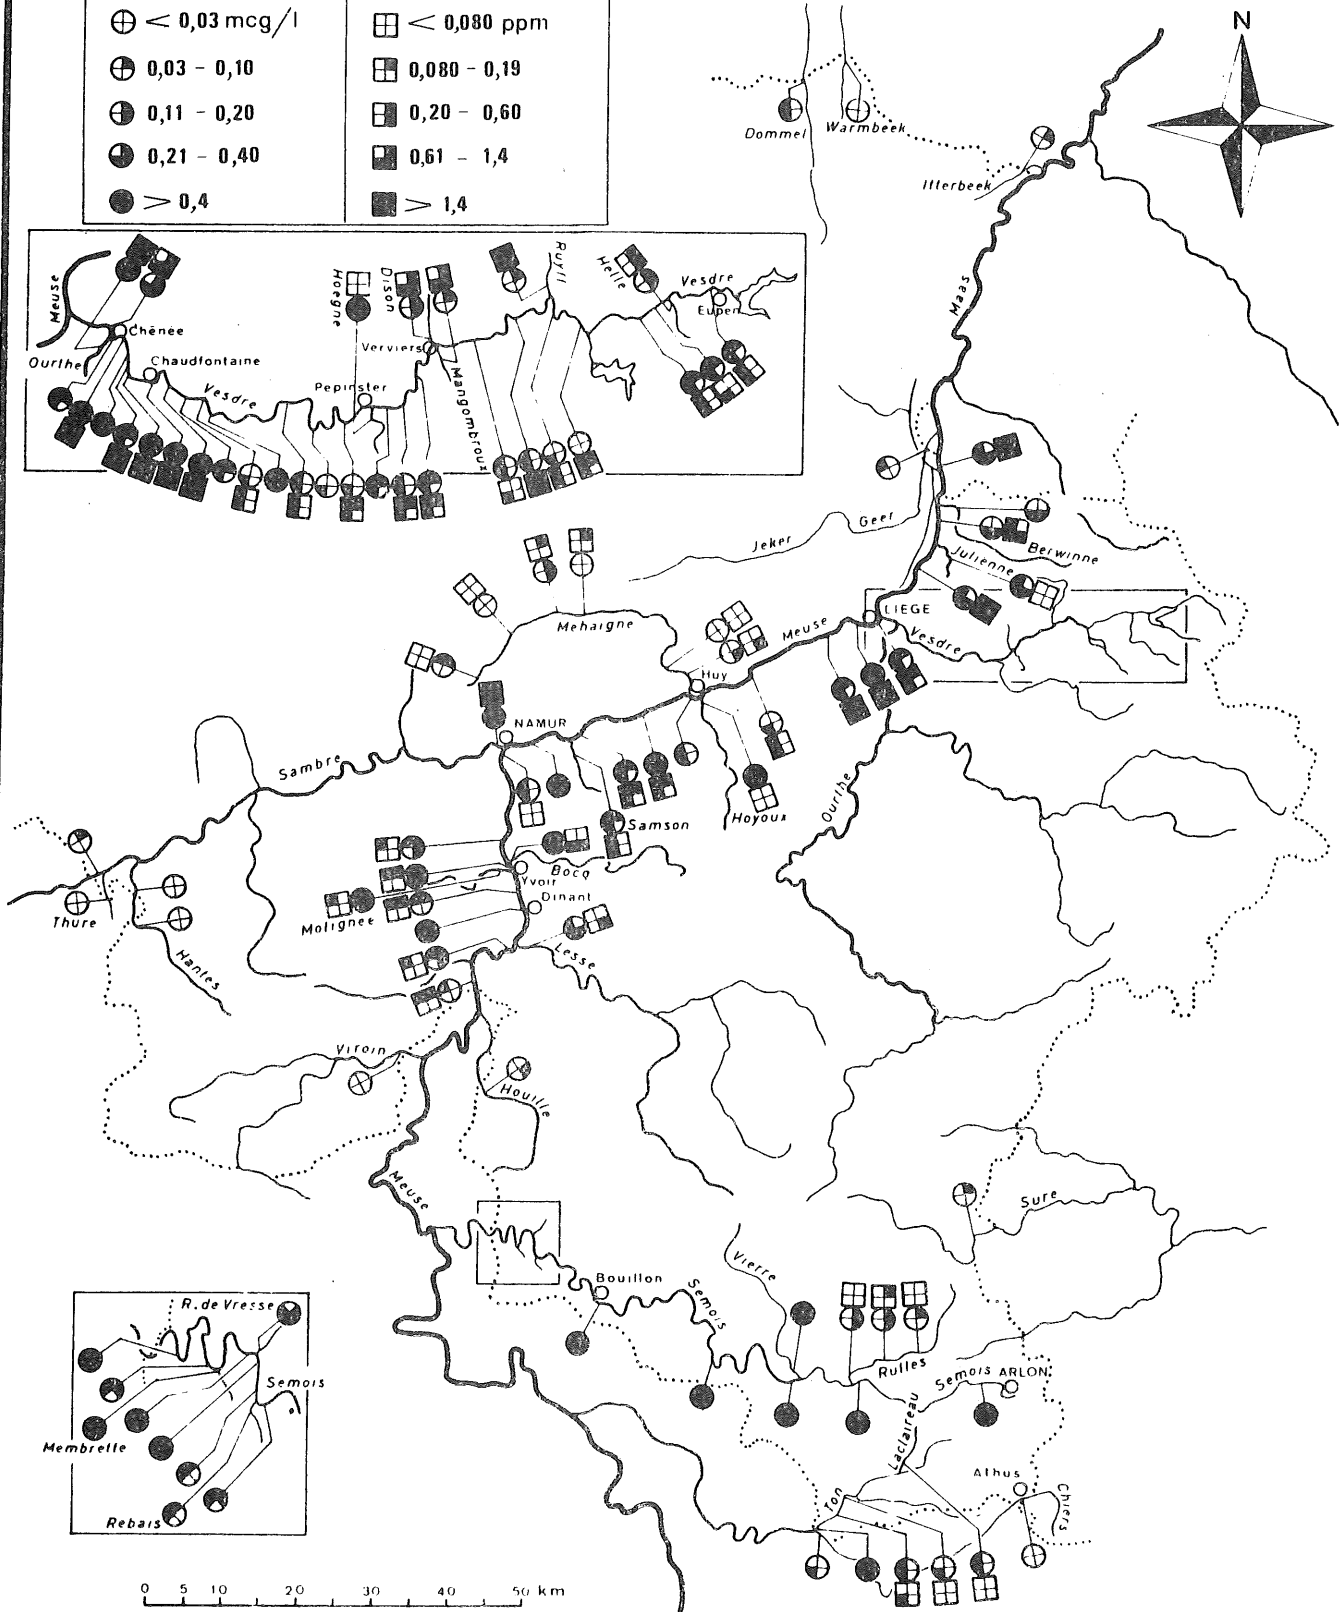 < 0,03 mcg/l
< 0,080 ppm
0,03 - 0,10
0,080 - 0,19
0,11 - 0,20
0,20 - 0,60
0,21 - 0,40
0,61 - 1,4
> 0,4
> 1,4
N
Dommel
Warmbeek
Itterbeek
Maas
Meuse
Ourthe
Chênée
Chaudfontaine
Vesdre
Hoegne
Dison
Verviers
Pepinster
Mangombroux
Ruyff
Helle
Vesdre
Eupen
Jeker
Geer
Berwinne
Julienne
LIEGE
Vesdre
Mehaigne
Meuse
Huy
NAMUR
Sambre
Ourthe
Hoyoux
Samson
Bocq
Yvoir
Dinant
Molignée
Thure
Hantes
Lesse
Viroin
Houille
Meuse
Sure
Bouillon
Semois
Vierre
Rulles
Semois ARLON
Laclaireau
Ton
Athus
Chiers
R. de Vresse
Semois
Membrette
Rebais
0 5 10 20 30 40 50 km